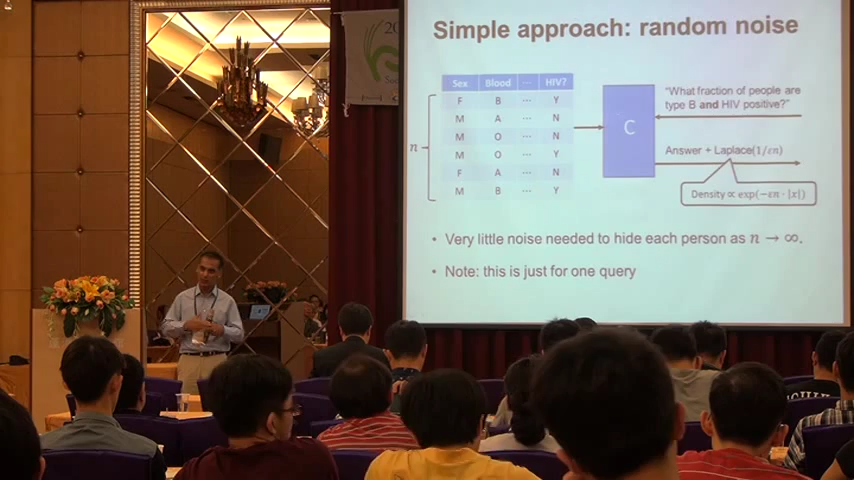 Simple approach: random noise
Sex Blood ... HIV?
F B ... Y
M A ... N
M O ... N
M O ... Y
F A ... N
M B ... Y
n
C
"What fraction of people are
type B and HIV positive?"
Answer + Laplace(1/εn)
Density ∝ exp(−εn · |x|)
• Very little noise needed to hide each person as n → ∞.
• Note: this is just for one query
20